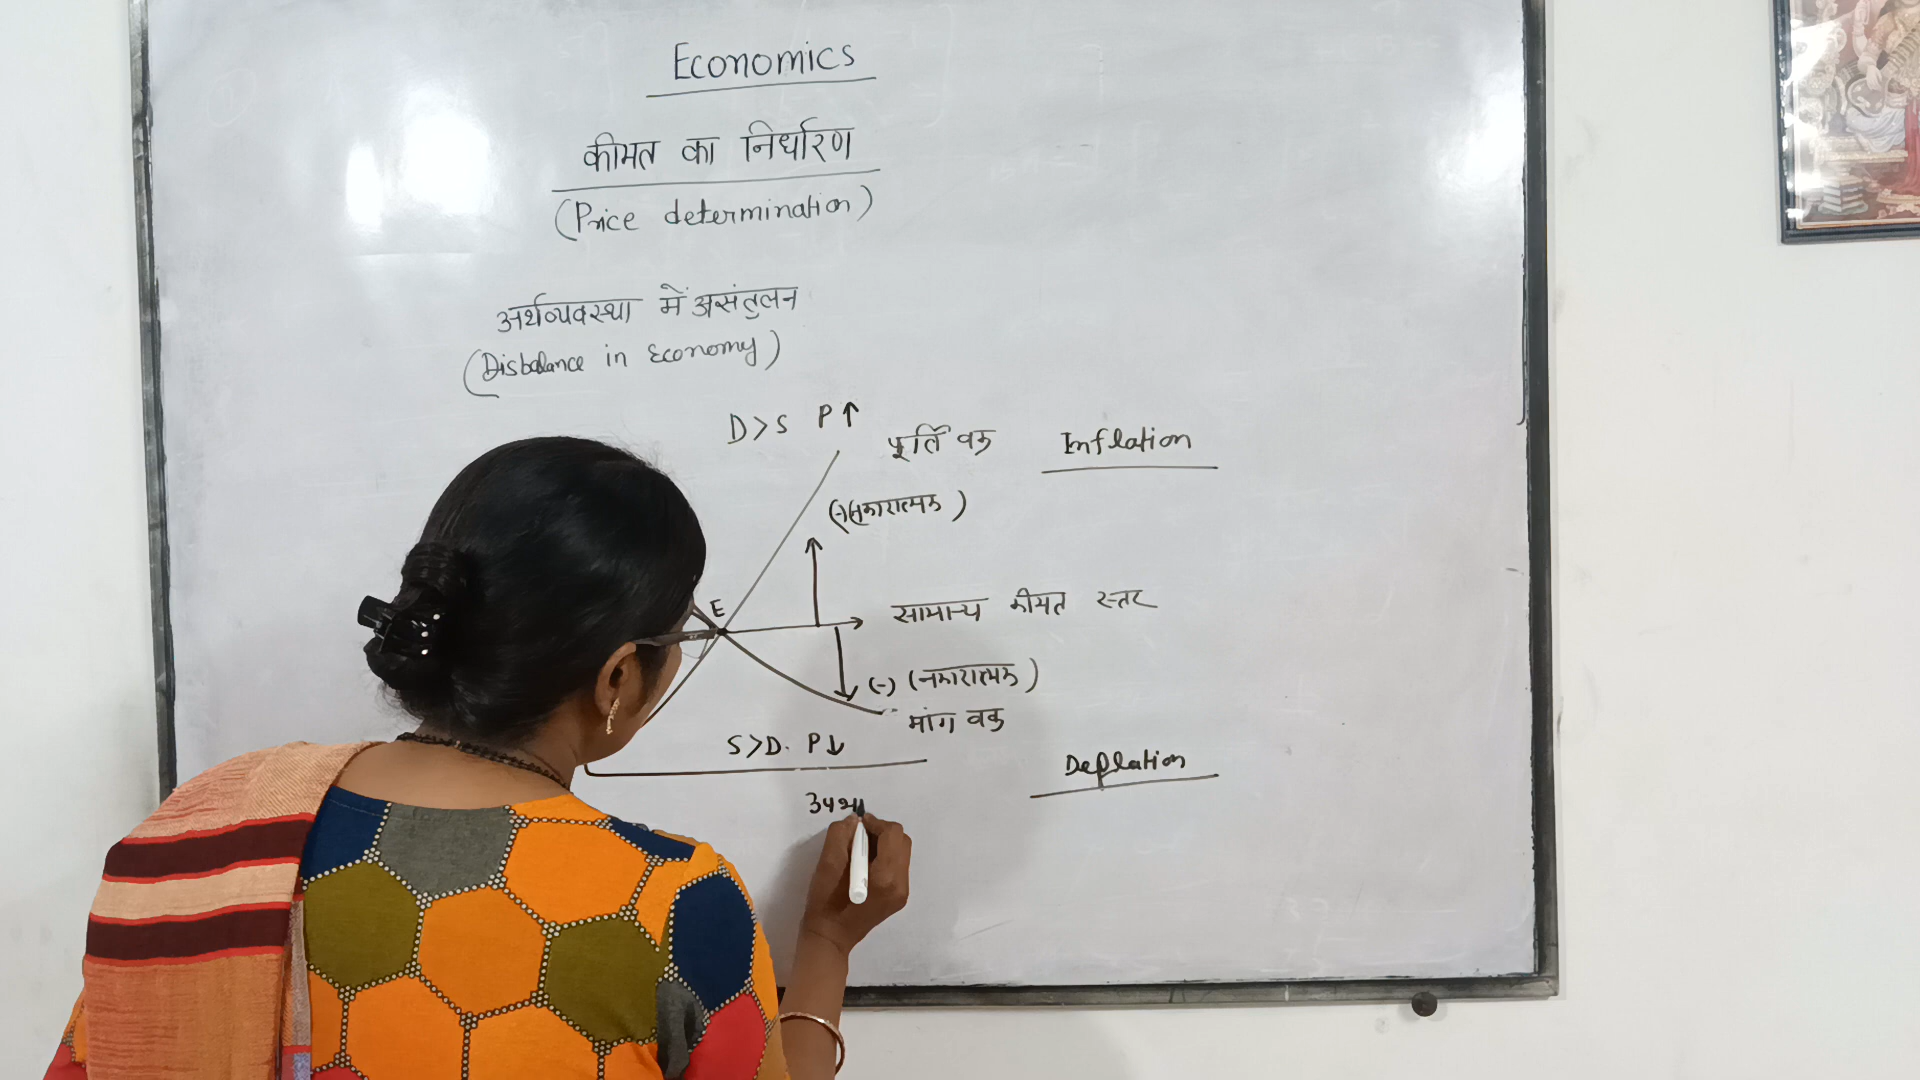 Economics
कीमत का निर्धारण
(Price determination)
अर्थव्यवस्था में असंतुलन
(Disbalance in Economy)
D>S P↑
पूर्ति वक्र Inflation
(सकारात्मक)
E
सामान्य कीमत स्तर
(-) (नकारात्मक)
मांग वक्र
S>D. P↓
Deflation
उपभो